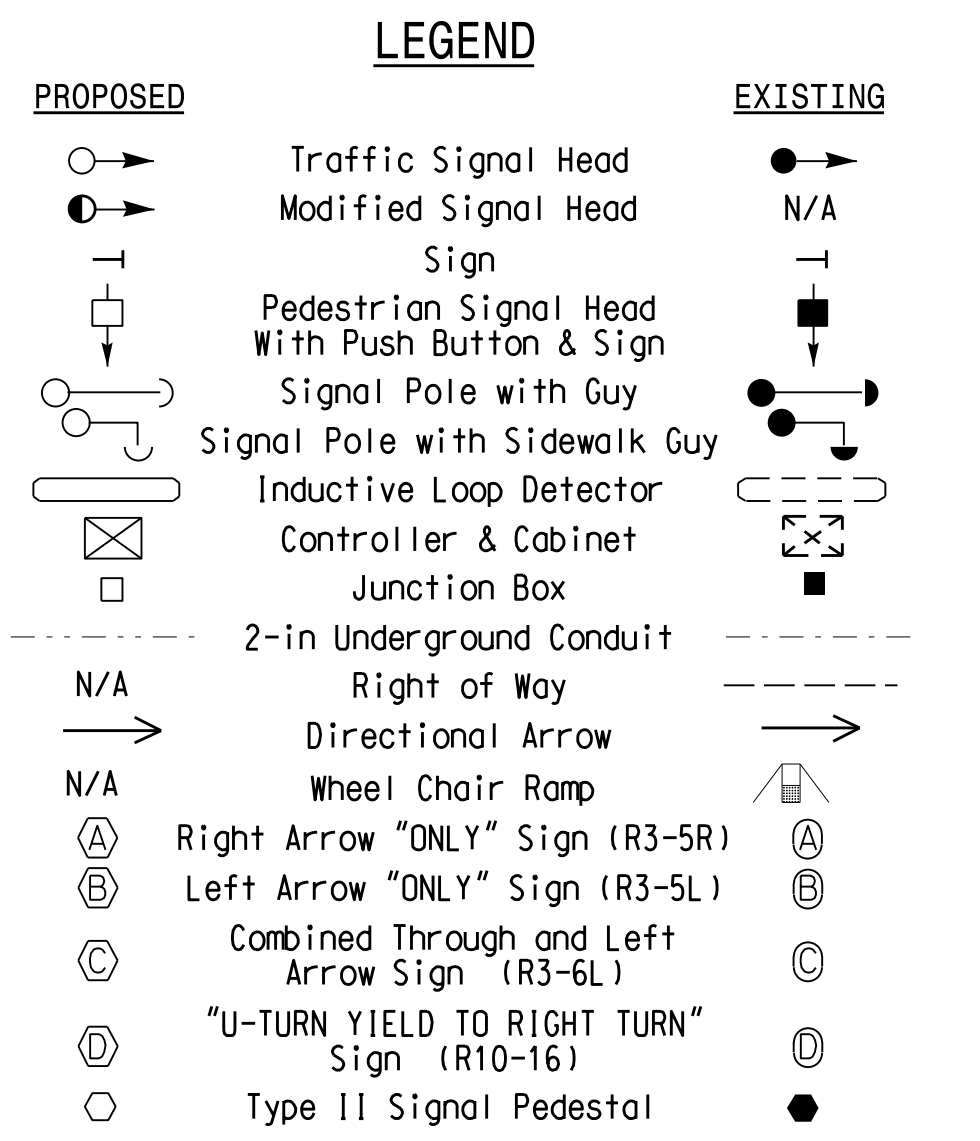 LEGEND
PROPOSED EXISTING
Traffic Signal Head
Modified Signal Head N/A
Sign
Pedestrian Signal Head
With Push Button & Sign
Signal Pole with Guy
Signal Pole with Sidewalk Guy
Inductive Loop Detector
Controller & Cabinet
Junction Box
2-in Underground Conduit
N/A Right of Way
Directional Arrow
N/A Wheel Chair Ramp
A Right Arrow "ONLY" Sign (R3-5R) A
B Left Arrow "ONLY" Sign (R3-5L) B
Combined Through and Left
C Arrow Sign (R3-6L) C
"U-TURN YIELD TO RIGHT TURN"
D Sign (R10-16) D
Type II Signal Pedestal